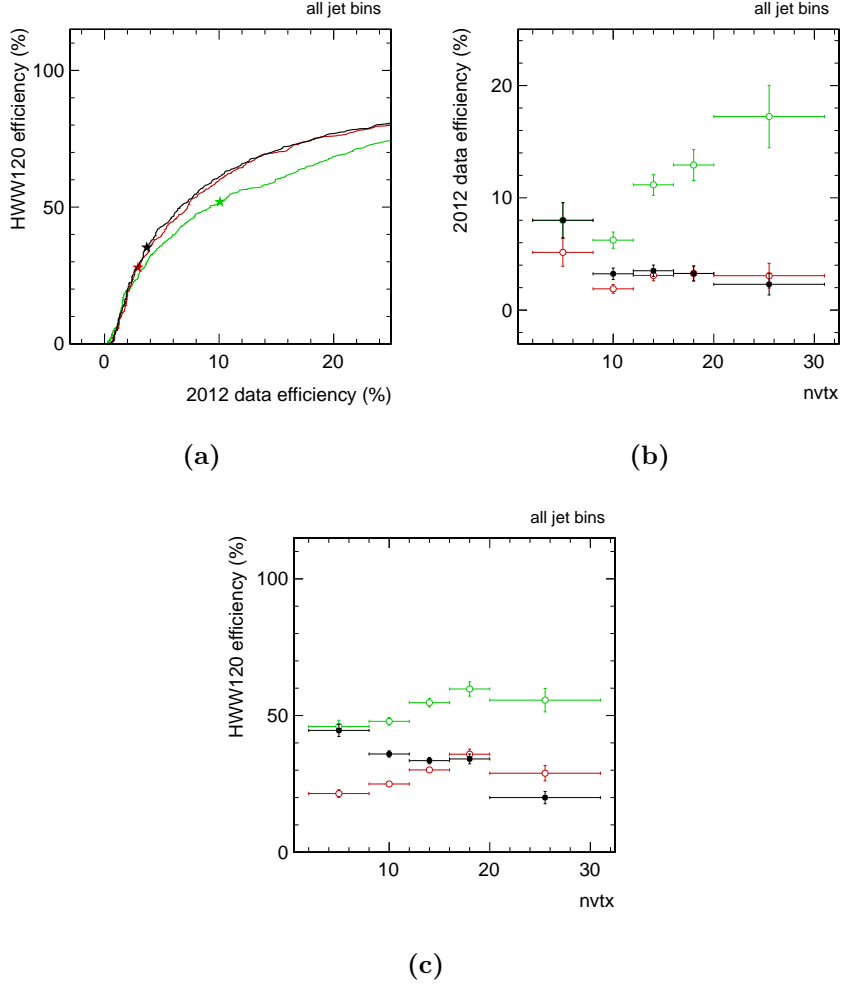 all jet bins
HWW120 efficiency (%)
100
50
0
0
10
20
2012 data efficiency (%)
(a)
all jet bins
2012 data efficiency (%)
20
10
0
10
20
30
nvtx
(b)
all jet bins
HWW120 efficiency (%)
100
50
0
10
20
30
nvtx
(c)